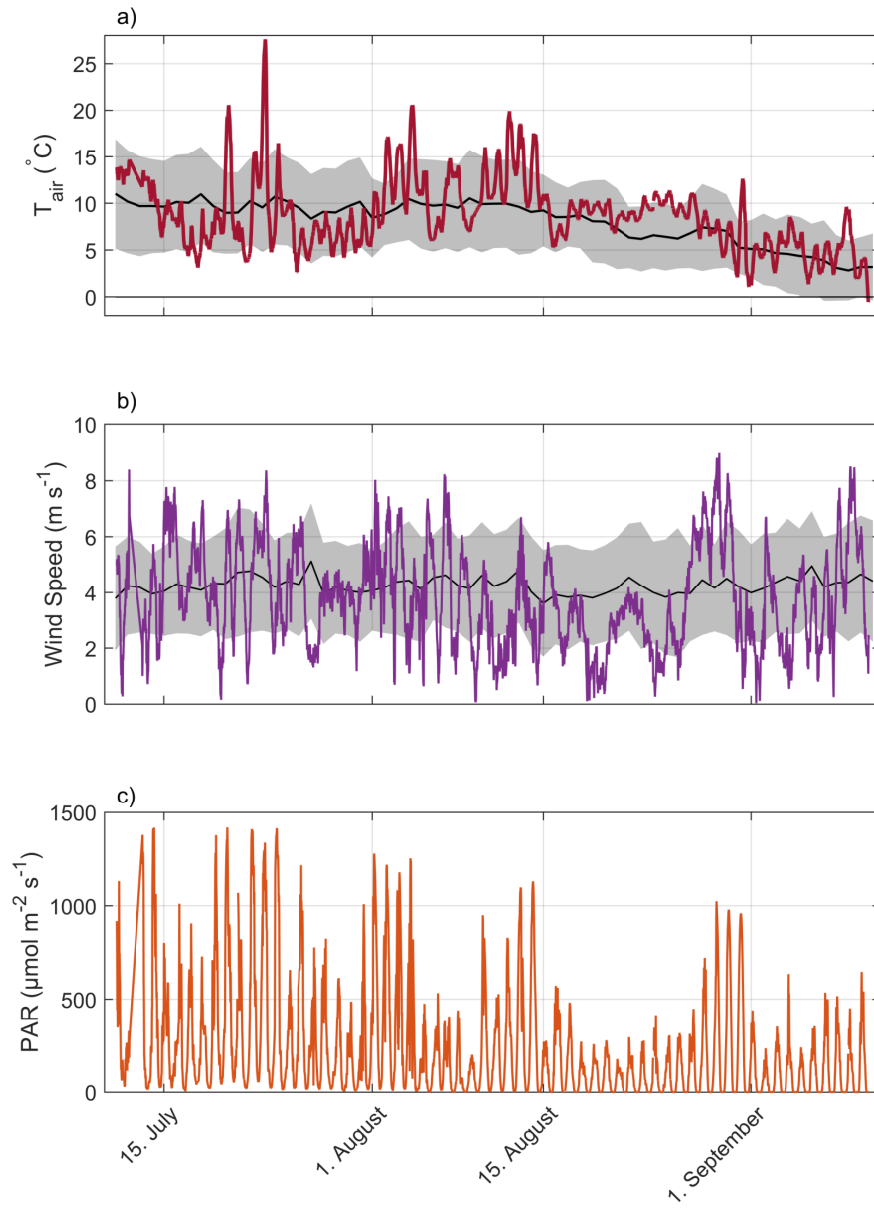 a)
25
20
15
10
5
0
T_air (°C)
b)
10
8
6
4
2
0
Wind Speed (m s⁻¹)
c)
1500
1000
500
0
PAR (μmol m⁻² s⁻¹)
15. July
1. August
15. August
1. September